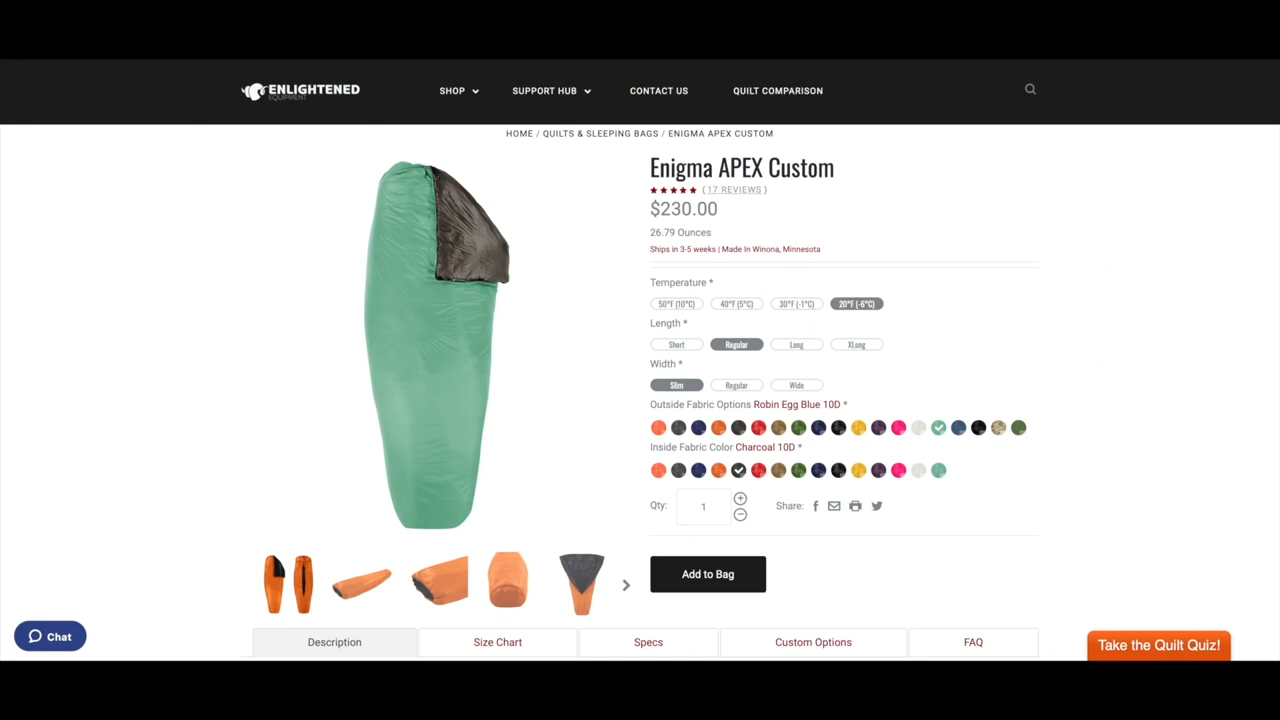 ENLIGHTENED
EQUIPMENT
SHOP
SUPPORT HUB
CONTACT US
QUILT COMPARISON
HOME / QUILTS & SLEEPING BAGS / ENIGMA APEX CUSTOM
Enigma APEX Custom
( 17 REVIEWS )
$230.00
26.79 Ounces
Ships in 3-5 weeks | Made In Winona, Minnesota
Temperature *
50°F (10°C) 40°F (5°C) 30°F (-1°C) 20°F (-6°C)
Length *
Short Regular Long XLong
Width *
Slim Regular Wide
Outside Fabric Options Robin Egg Blue 10D *
Inside Fabric Color Charcoal 10D *
Qty: 1 Share:
Add to Bag
Chat
Description Size Chart Specs Custom Options FAQ
Take the Quilt Quiz!